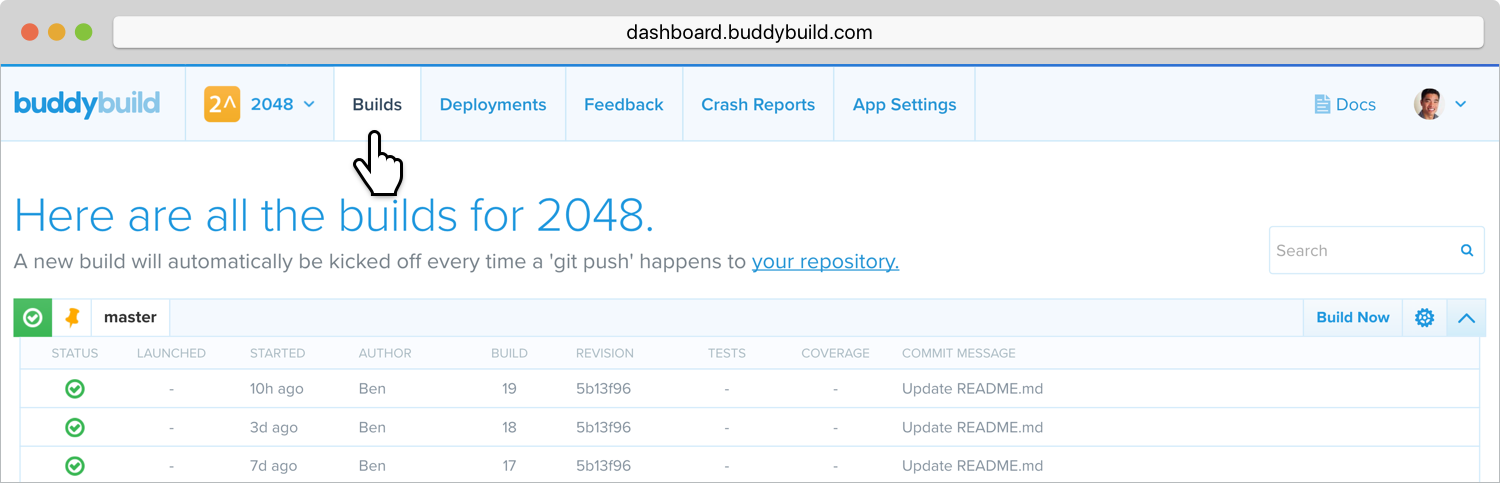 dashboard.buddybuild.com
buddybuild 2^ 2048 Builds Deployments Feedback Crash Reports App Settings Docs
Here are all the builds for 2048.
A new build will automatically be kicked off every time a 'git push' happens to your repository.
Search
master Build Now
STATUS LAUNCHED STARTED AUTHOR BUILD REVISION TESTS COVERAGE COMMIT MESSAGE
- 10h ago Ben 19 5b13f96 - - Update README.md
- 3d ago Ben 18 5b13f96 - - Update README.md
- 7d ago Ben 17 5b13f96 - - Update README.md